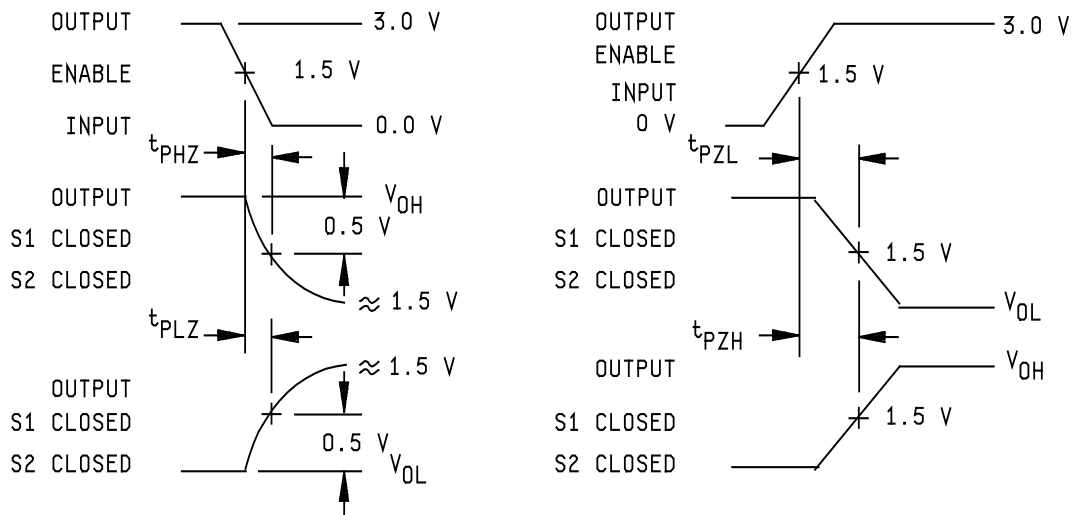 OUTPUT
3.0 V
ENABLE
1.5 V
INPUT
0.0 V
tPHZ
OUTPUT
VOH
0.5 V
S1 CLOSED
S2 CLOSED
≈ 1.5 V
tPLZ
≈ 1.5 V
OUTPUT
S1 CLOSED
0.5 V
S2 CLOSED
VOL
OUTPUT
3.0 V
ENABLE
1.5 V
INPUT
0 V
tPZL
OUTPUT
S1 CLOSED
1.5 V
S2 CLOSED
VOL
tPZH
VOH
OUTPUT
S1 CLOSED
1.5 V
S2 CLOSED